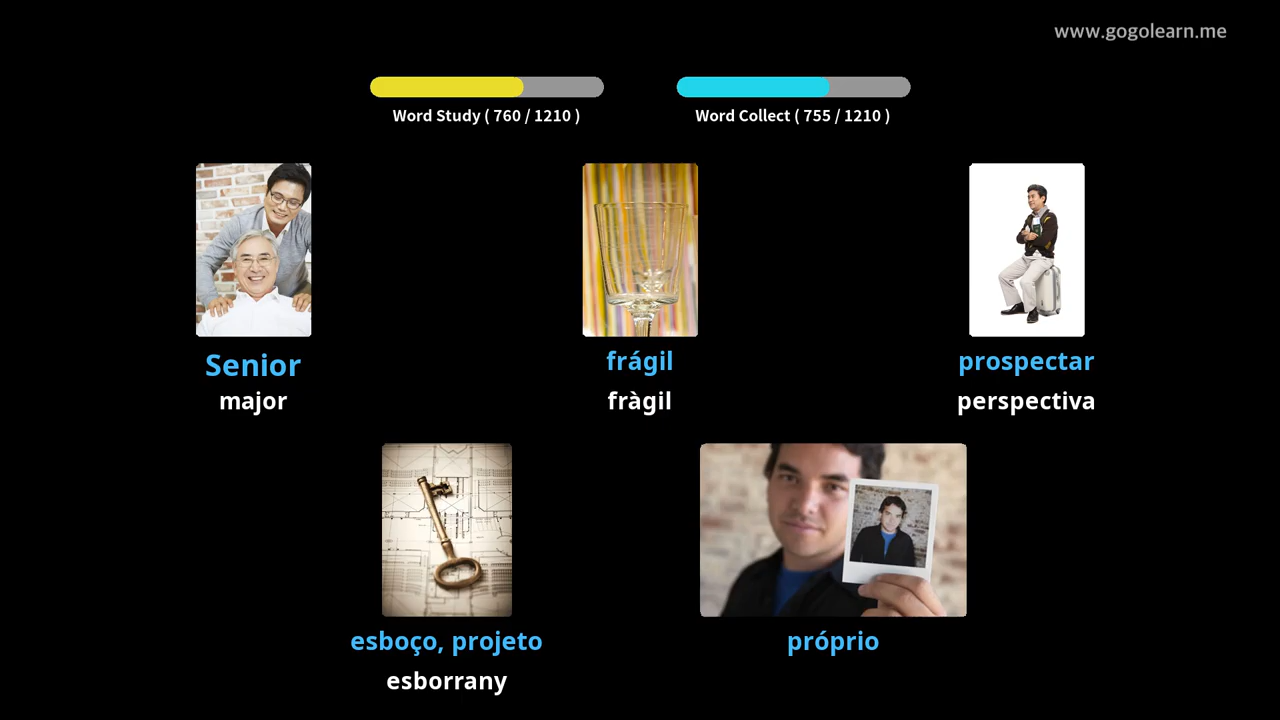 www.gogolearn.me
Word Study ( 760 / 1210 )
Word Collect ( 755 / 1210 )
Senior
major
frágil
fràgil
prospectar
perspectiva
esboço, projeto
esborrany
próprio